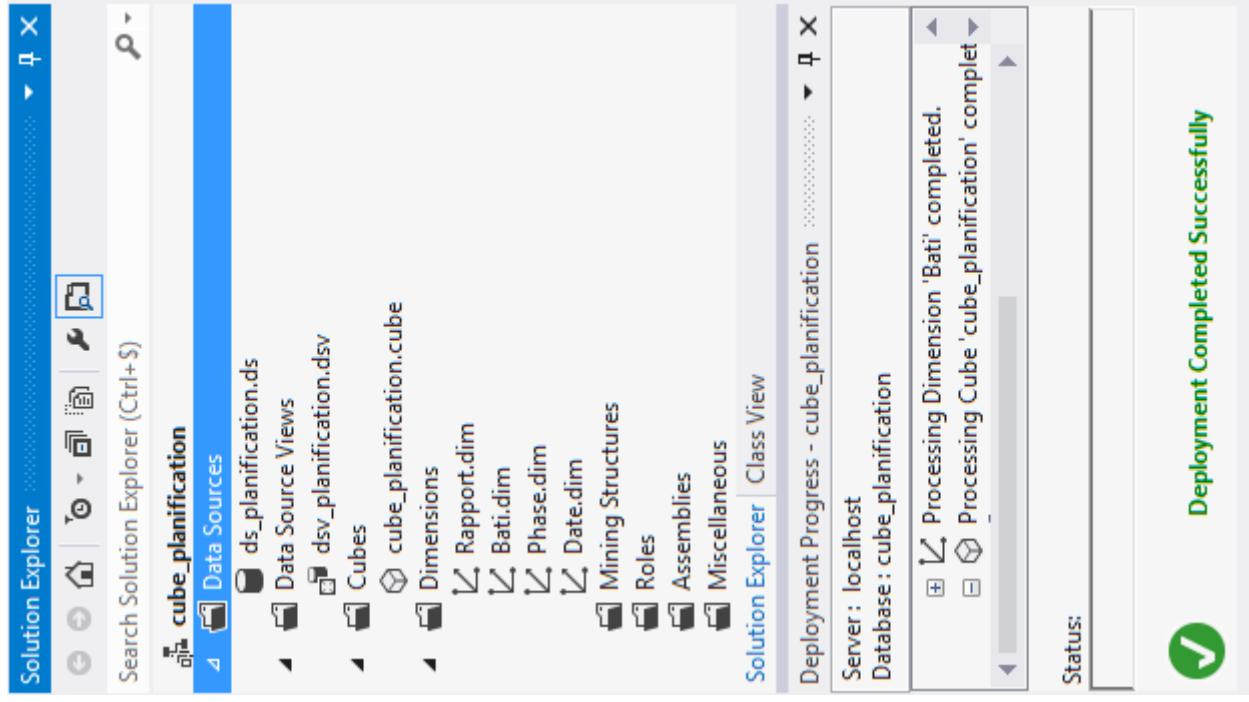 Solution Explorer
Search Solution Explorer (Ctrl+$)
cube_planification
Data Sources
ds_planification.ds
Data Source Views
dsv_planification.dsv
Cubes
cube_planification.cube
Dimensions
Rapport.dim
Bati.dim
Phase.dim
Date.dim
Mining Structures
Roles
Assemblies
Miscellaneous
Solution Explorer Class View
Deployment Progress - cube_planification
Server : localhost
Database : cube_planification
Processing Dimension 'Bati' completed.
Processing Cube 'cube_planification' complet
Status:
Deployment Completed Successfully